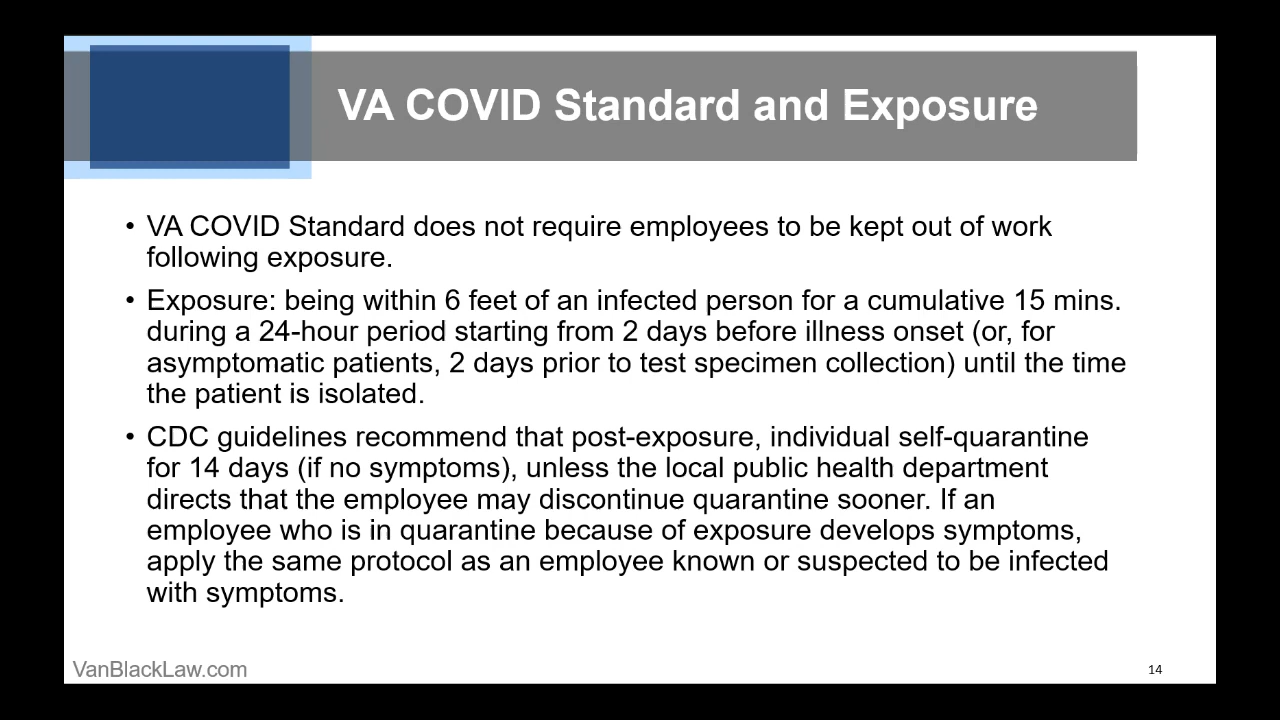 VA COVID Standard and Exposure
• VA COVID Standard does not require employees to be kept out of work
following exposure.
• Exposure: being within 6 feet of an infected person for a cumulative 15 mins.
during a 24-hour period starting from 2 days before illness onset (or, for
asymptomatic patients, 2 days prior to test specimen collection) until the time
the patient is isolated.
• CDC guidelines recommend that post-exposure, individual self-quarantine
for 14 days (if no symptoms), unless the local public health department
directs that the employee may discontinue quarantine sooner. If an
employee who is in quarantine because of exposure develops symptoms,
apply the same protocol as an employee known or suspected to be infected
with symptoms.
VanBlackLaw.com
14